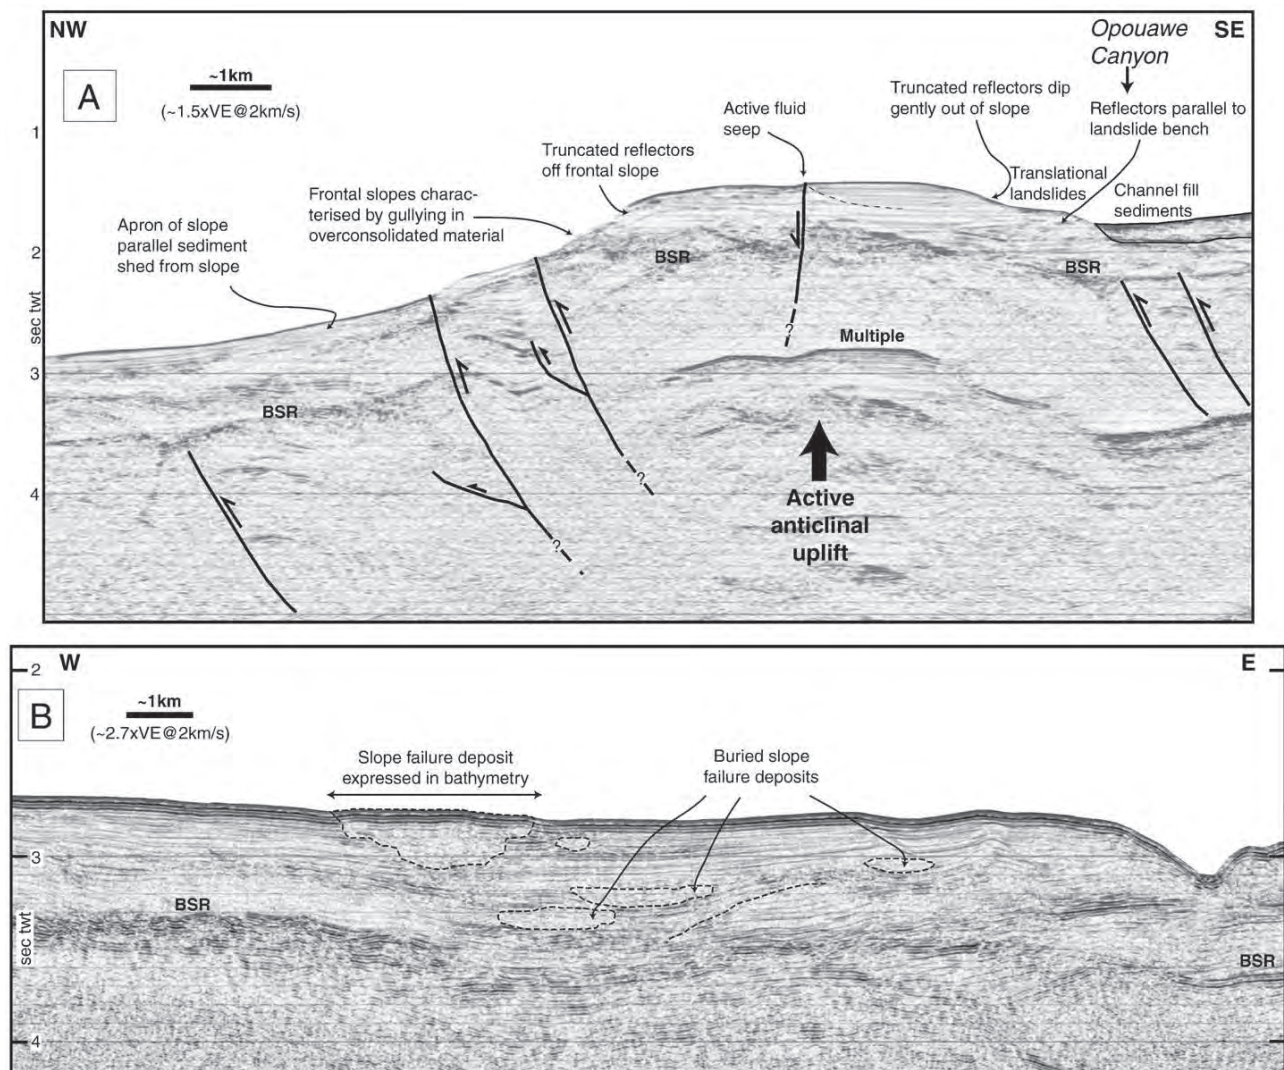 NW
Opouawe
Canyon
SE
A
~1km
(~1.5xVE@2km/s)
Truncated reflectors dip
gently out of slope
Reflectors parallel to
landslide bench
Active fluid
seep
Truncated reflectors
off frontal slope
Translational
landslides
Channel fill
sediments
Frontal slopes charac-
terised by gullying in
overconsolidated material
Apron of slope
parallel sediment
shed from slope
1
2
sec twt
3
4
BSR
BSR
BSR
?
Multiple
?
?
Active
anticlinal
uplift
W
E
2
B
~1km
(~2.7xVE@2km/s)
Slope failure deposit
expressed in bathymetry
Buried slope
failure deposits
3
sec twt
BSR
BSR
4